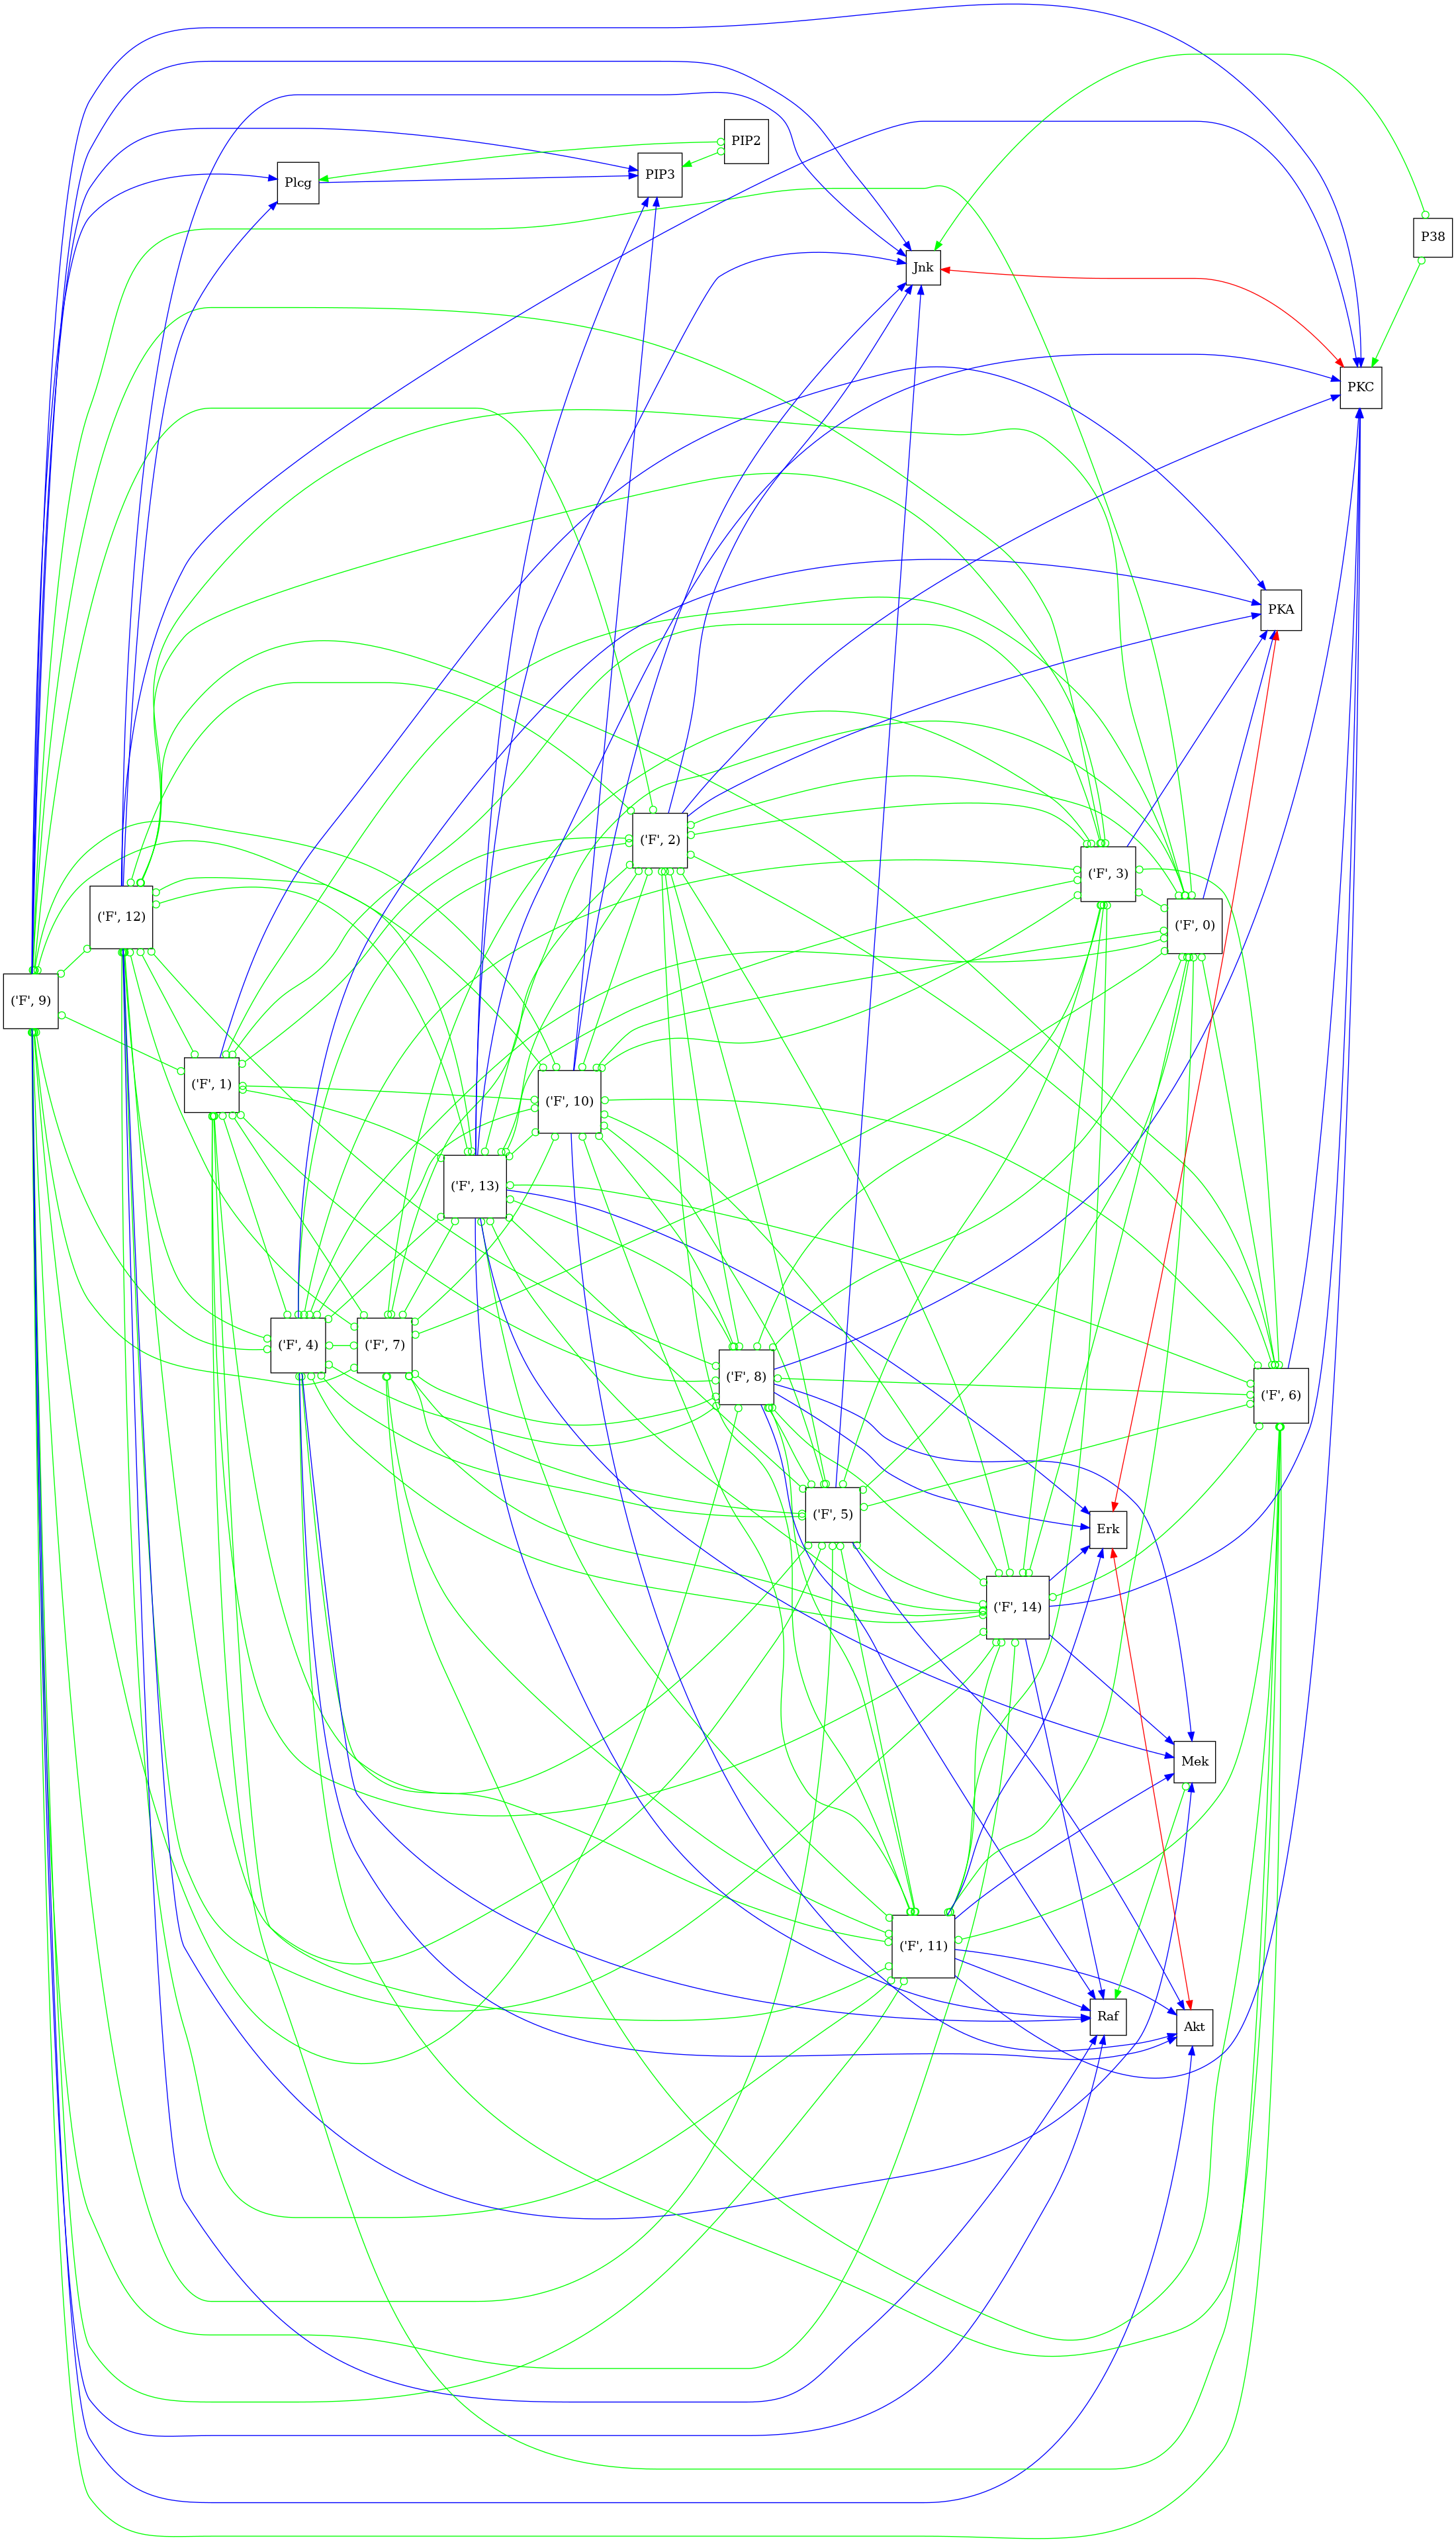 PIP2
PIP3
Plcg
P38
Jnk
PKC
PKA
('F', 2)
('F', 3)
('F', 12)
('F', 0)
('F', 9)
('F', 1)
('F', 10)
('F', 13)
('F', 4)
('F', 7)
('F', 8)
('F', 6)
('F', 5)
Erk
('F', 14)
Mek
('F', 11)
Raf
Akt